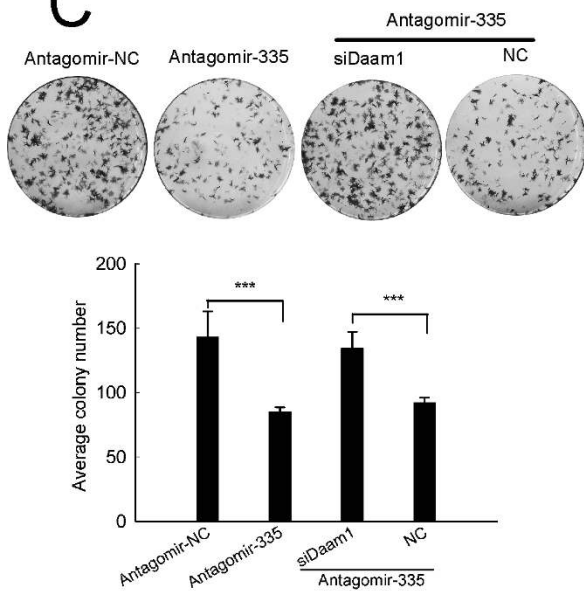 C
Antagomir-335
Antagomir-NC Antagomir-335 siDaam1 NC
200
150
100
50
0
Average colony number
***
***
Antagomir-NC
Antagomir-335
siDaam1
NC
Antagomir-335